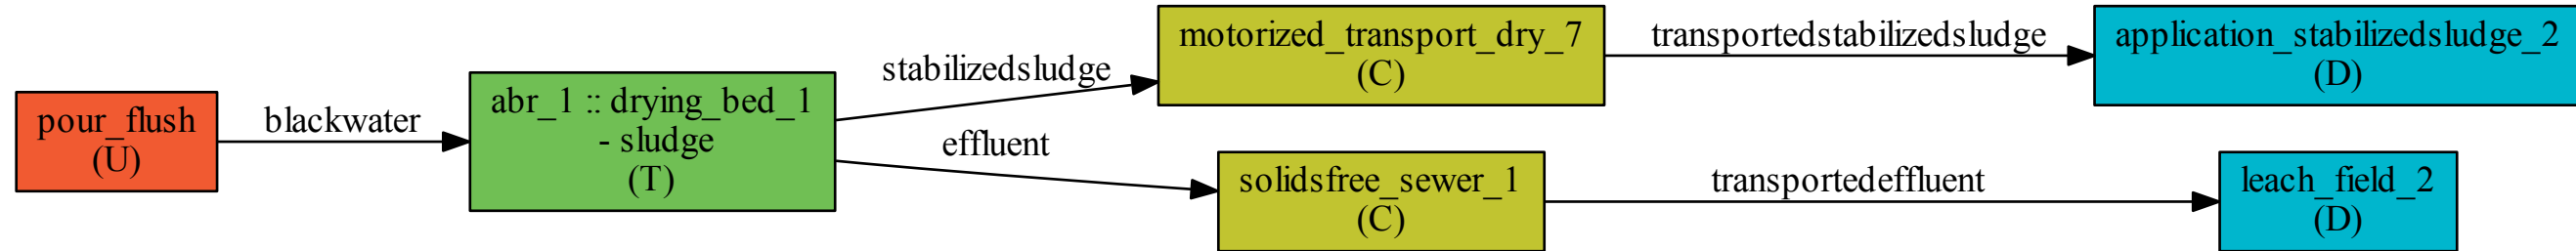 pour_flush
(U)
blackwater
abr_1 :: drying_bed_1
- sludge
(T)
stabilizedsludge
effluent
motorized_transport_dry_7
(C)
solidsfree_sewer_1
(C)
transportedstabilizedsludge
transportedeffluent
application_stabilizedsludge_2
(D)
leach_field_2
(D)